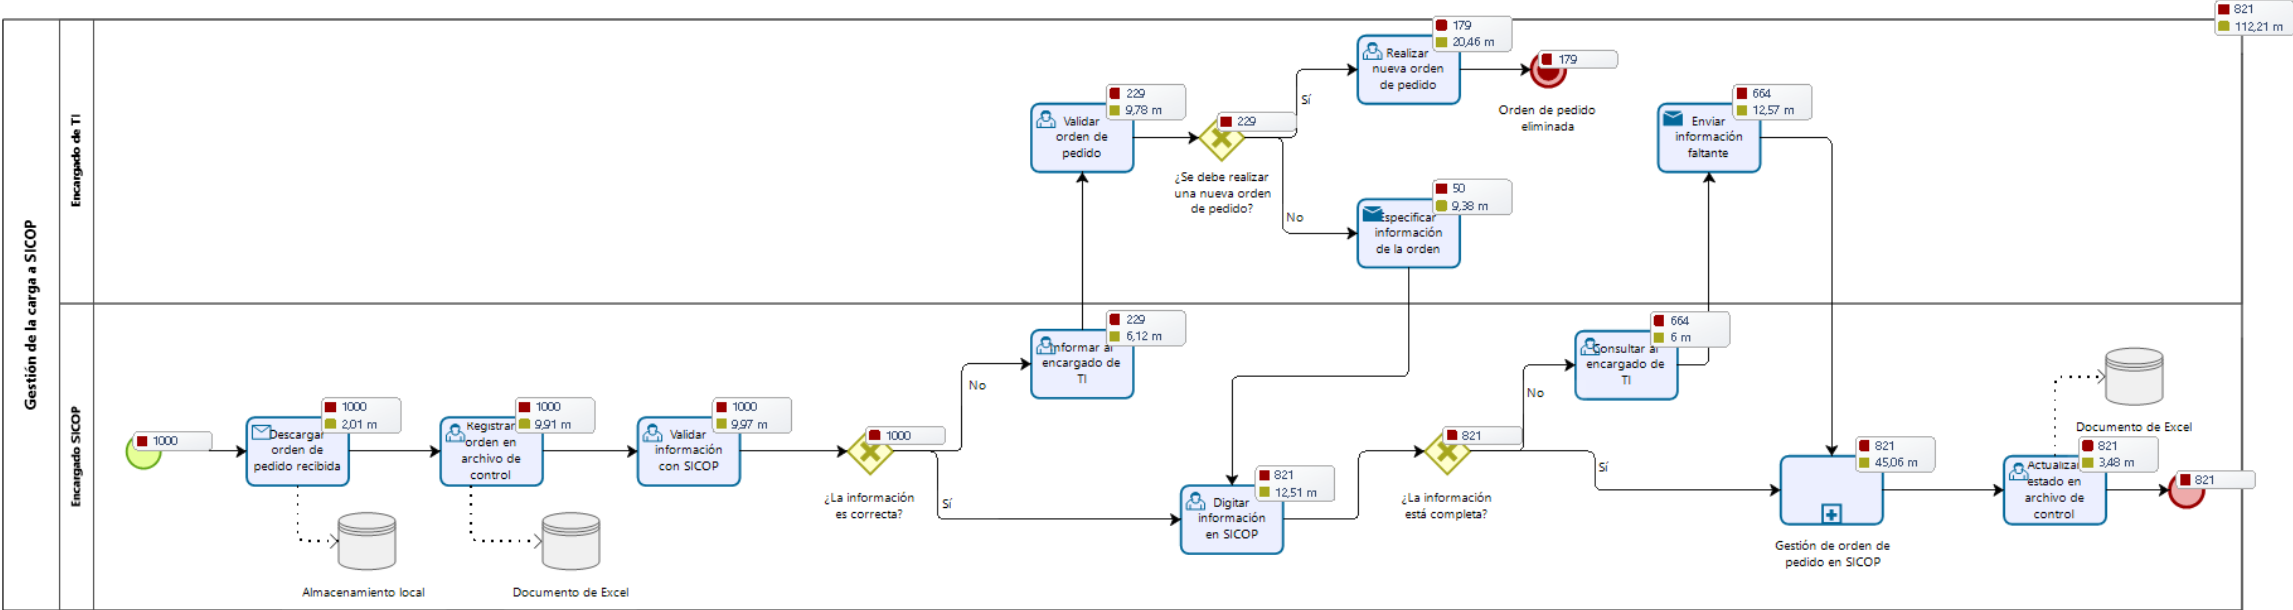 821
112,21 m
Gestión de la carga a SICOP
Encargado de TI
179
20,46 m
Realizar
nueva orden
de pedido
179
Orden de pedido
eliminada
229
9,78 m
Validar
orden de
pedido
229
¿Se debe realizar
una nueva orden
de pedido?
Sí
No
50
9,38 m
Especificar
información
de la orden
664
12,57 m
Enviar
información
faltante
Encargado SICOP
1000
1000
2,01 m
Descargar
orden de
pedido recibida
Almacenamiento local
1000
9,91 m
Registrar
orden en
archivo de
control
Documento de Excel
1000
9,97 m
Validar
información
con SICOP
1000
¿La información
es correcta?
No
Sí
229
6,12 m
Informar al
encargado de
TI
821
12,51 m
Digitar
información
en SICOP
821
¿La información
está completa?
No
Sí
664
6 m
Consultar al
encargado de
TI
821
45,06 m
Gestión de orden de
pedido en SICOP
Documento de Excel
821
3,48 m
Actualizar
estado en
archivo de
control
821